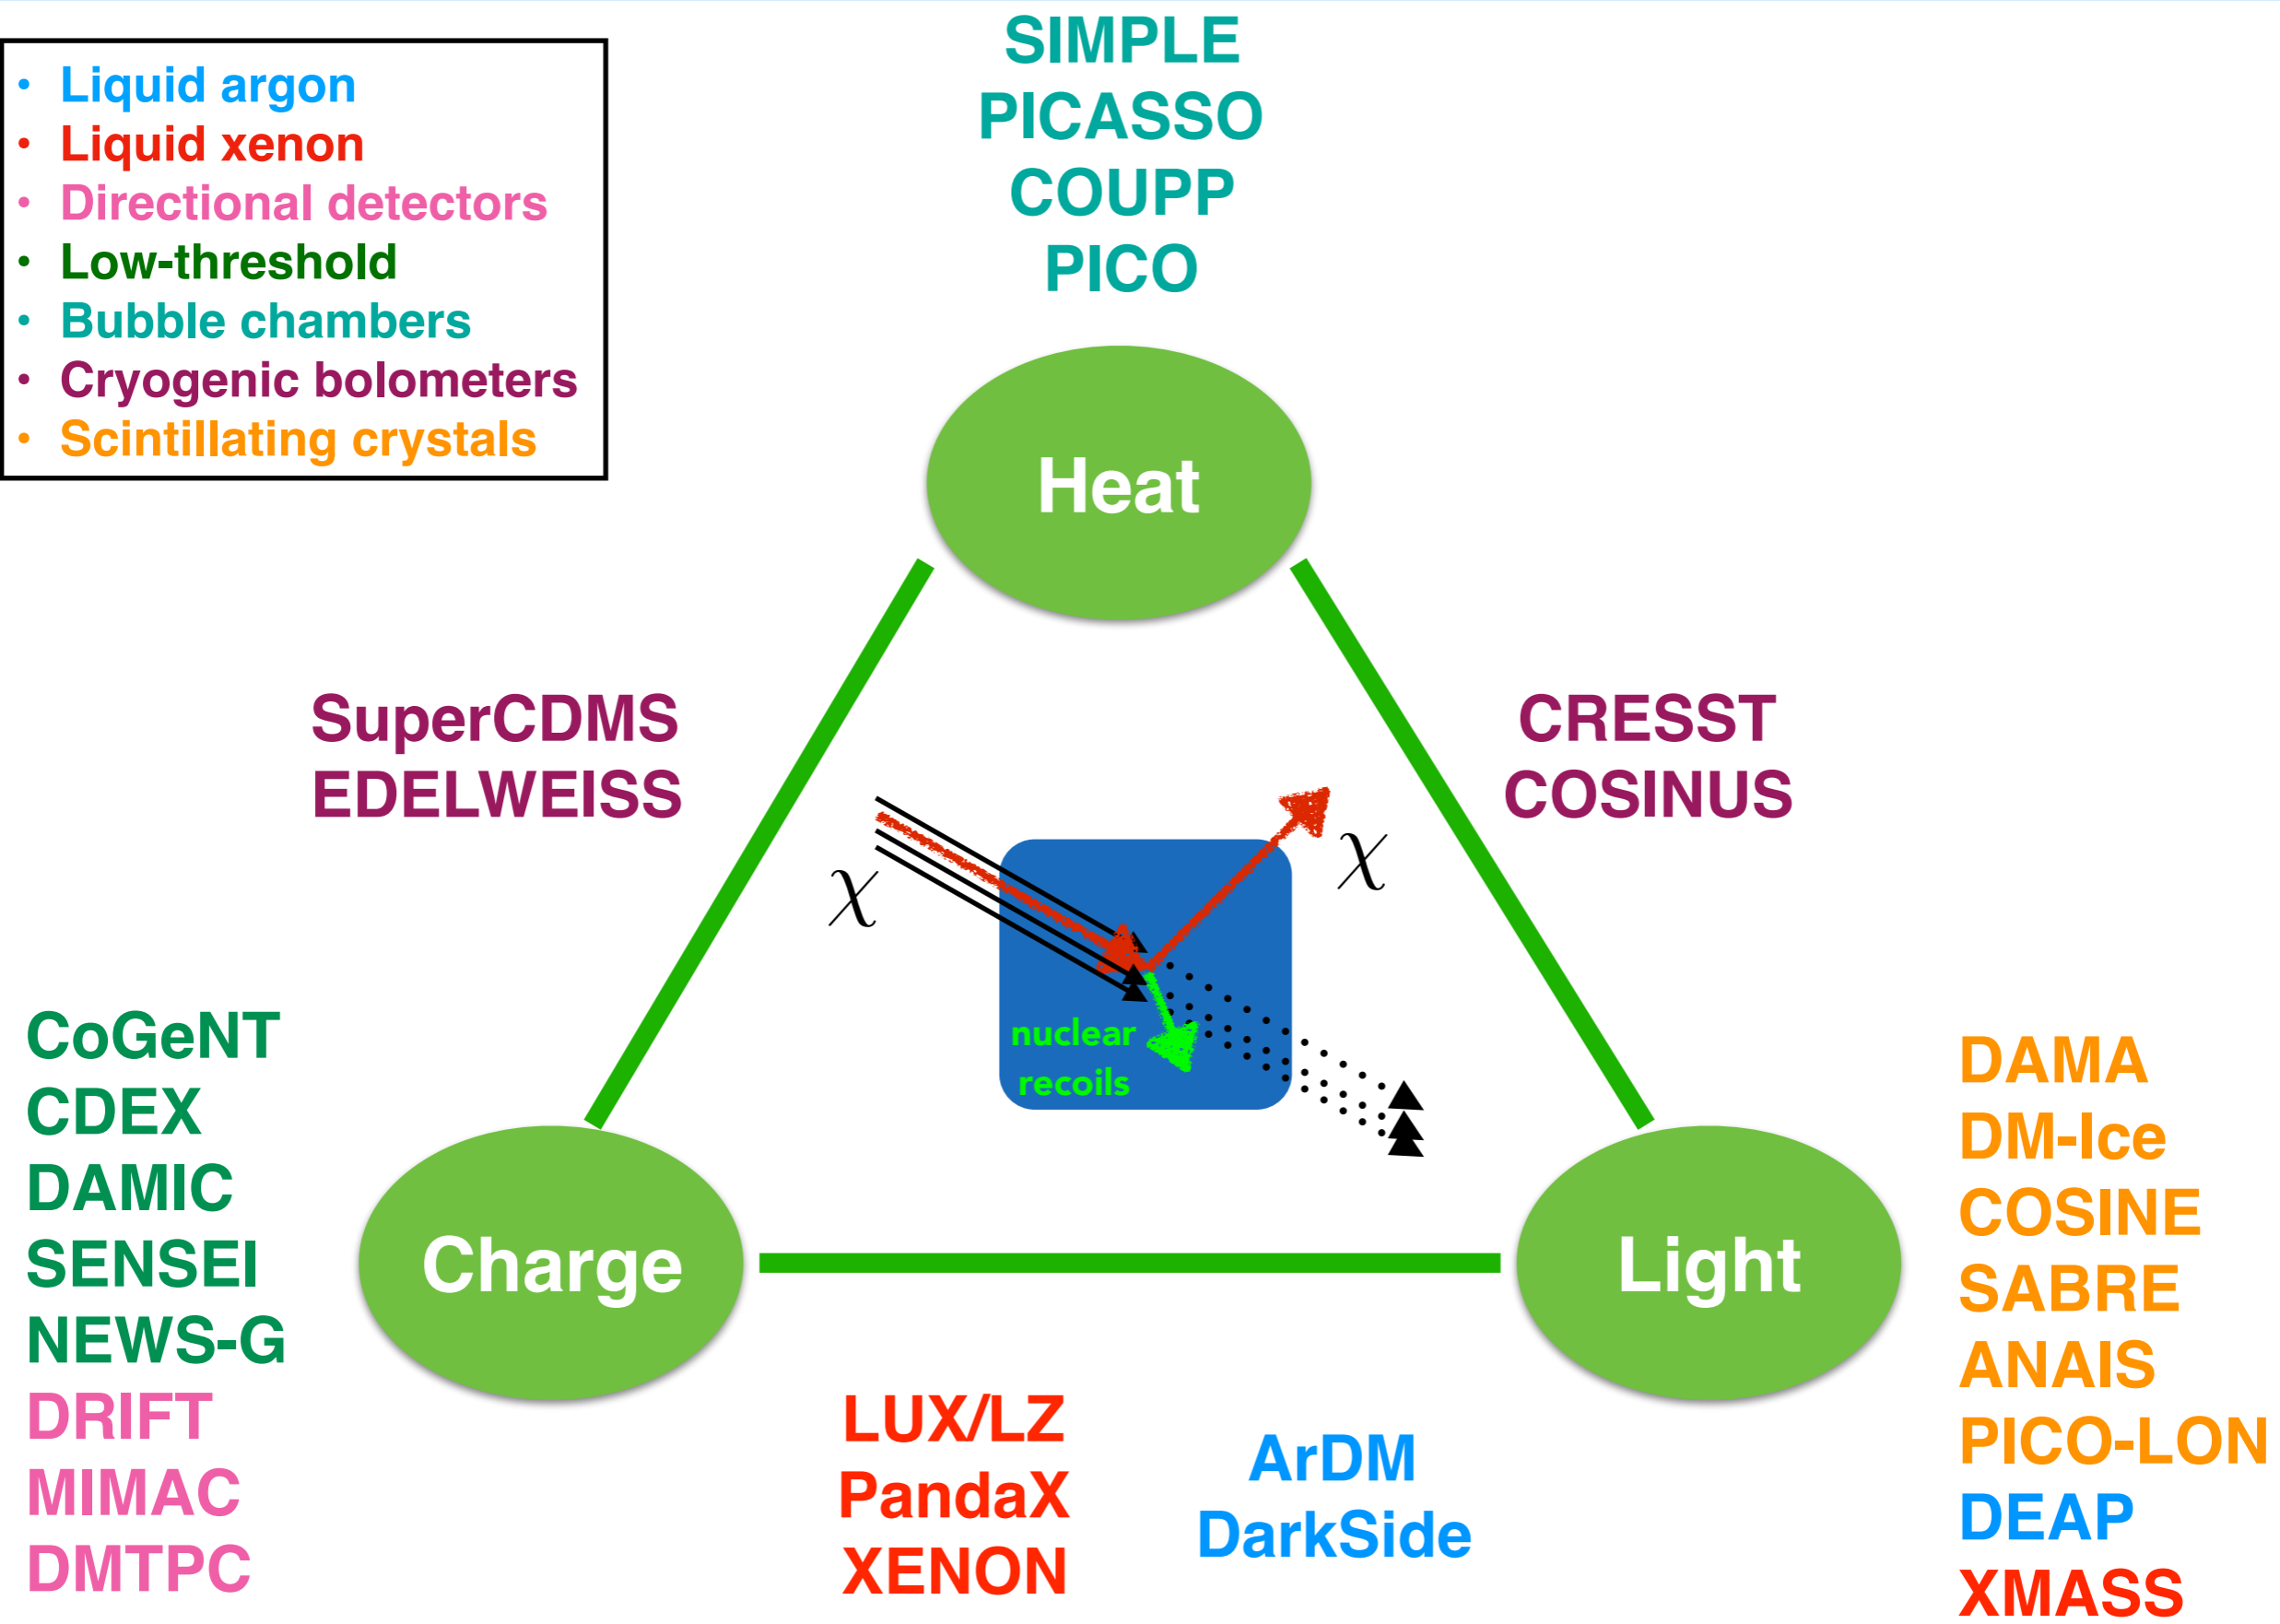 • Liquid argon
• Liquid xenon
• Directional detectors
• Low-threshold
• Bubble chambers
• Cryogenic bolometers
• Scintillating crystals
SIMPLE
PICASSO
COUPP
PICO
Heat
SuperCDMS
EDELWEISS
CRESST
COSINUS
χ
χ
nuclear
recoils
CoGeNT
CDEX
DAMIC
SENSEI
NEWS-G
DRIFT
MIMAC
DMTPC
Charge
Light
LUX/LZ
PandaX
XENON
ArDM
DarkSide
DAMA
DM-Ice
COSINE
SABRE
ANAIS
PICO-LON
DEAP
XMASS